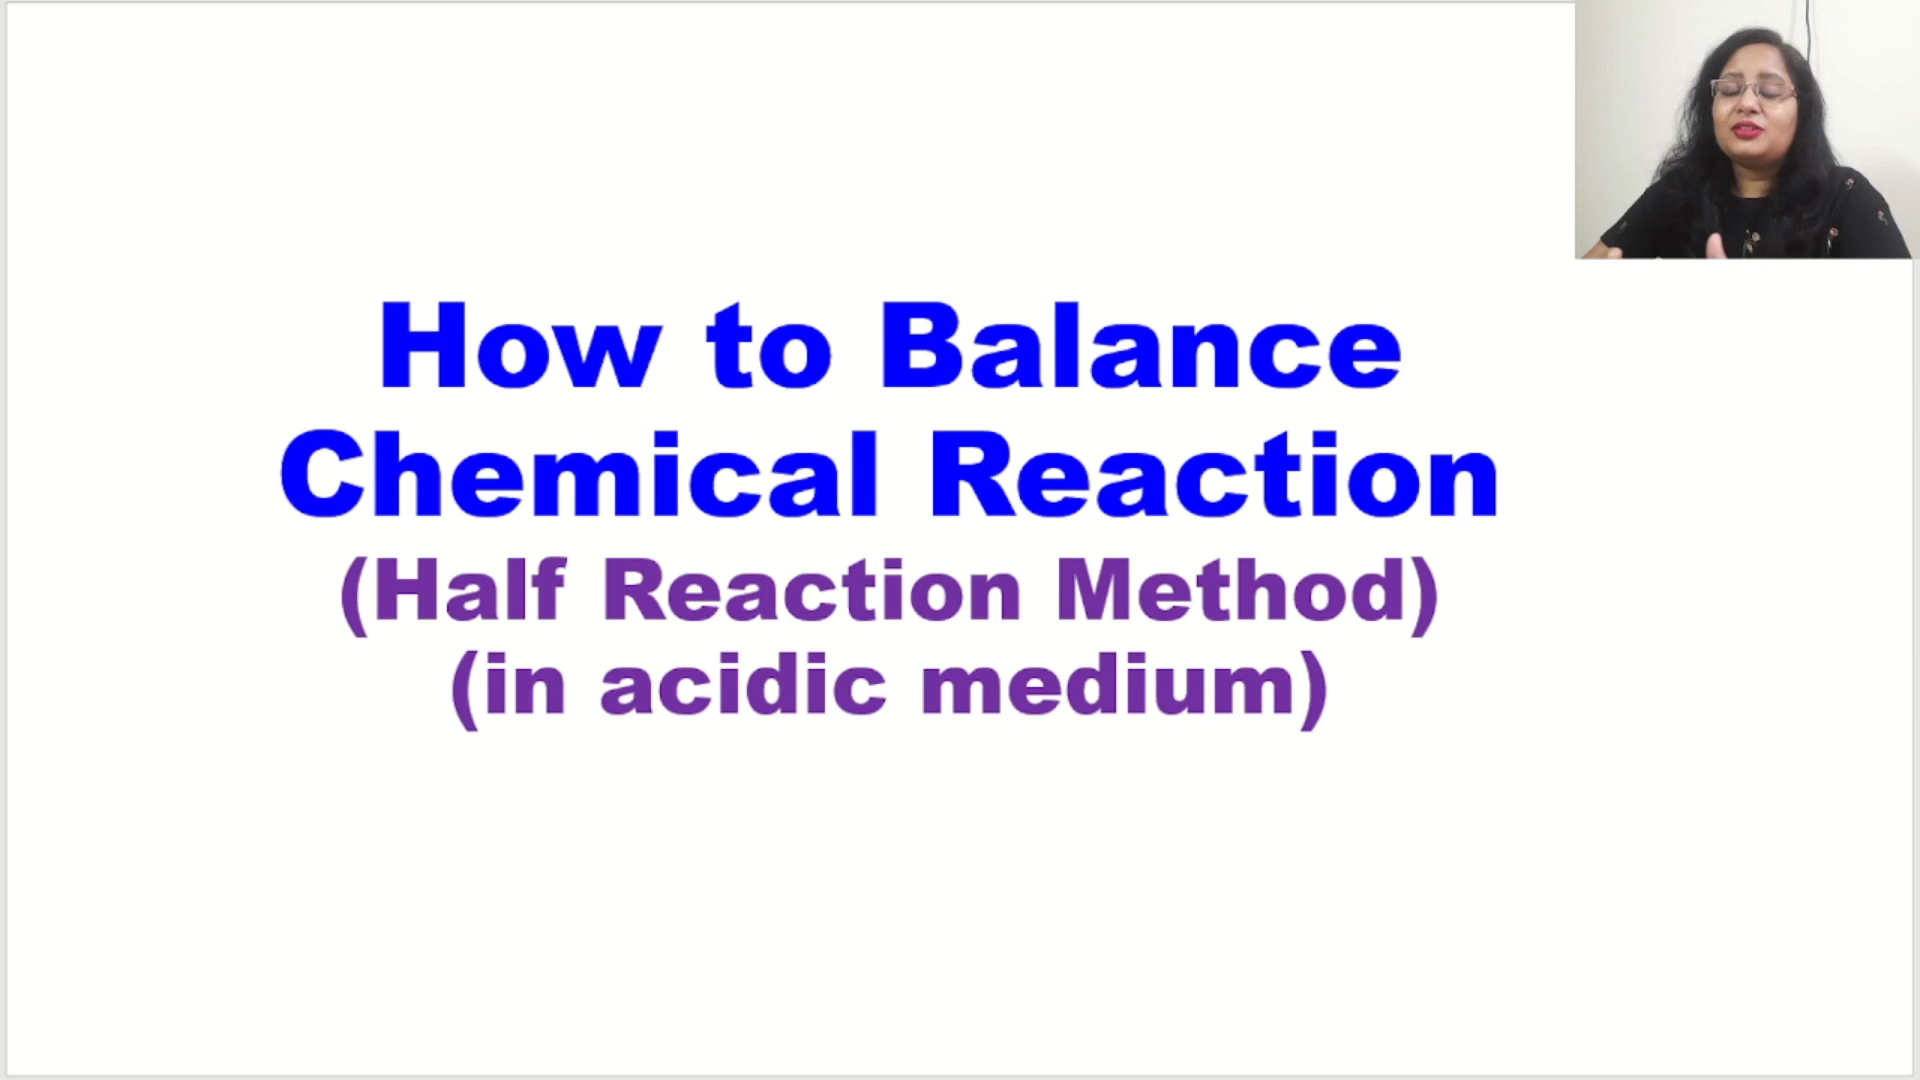 How to Balance
Chemical Reaction
(Half Reaction Method)
(in acidic medium)